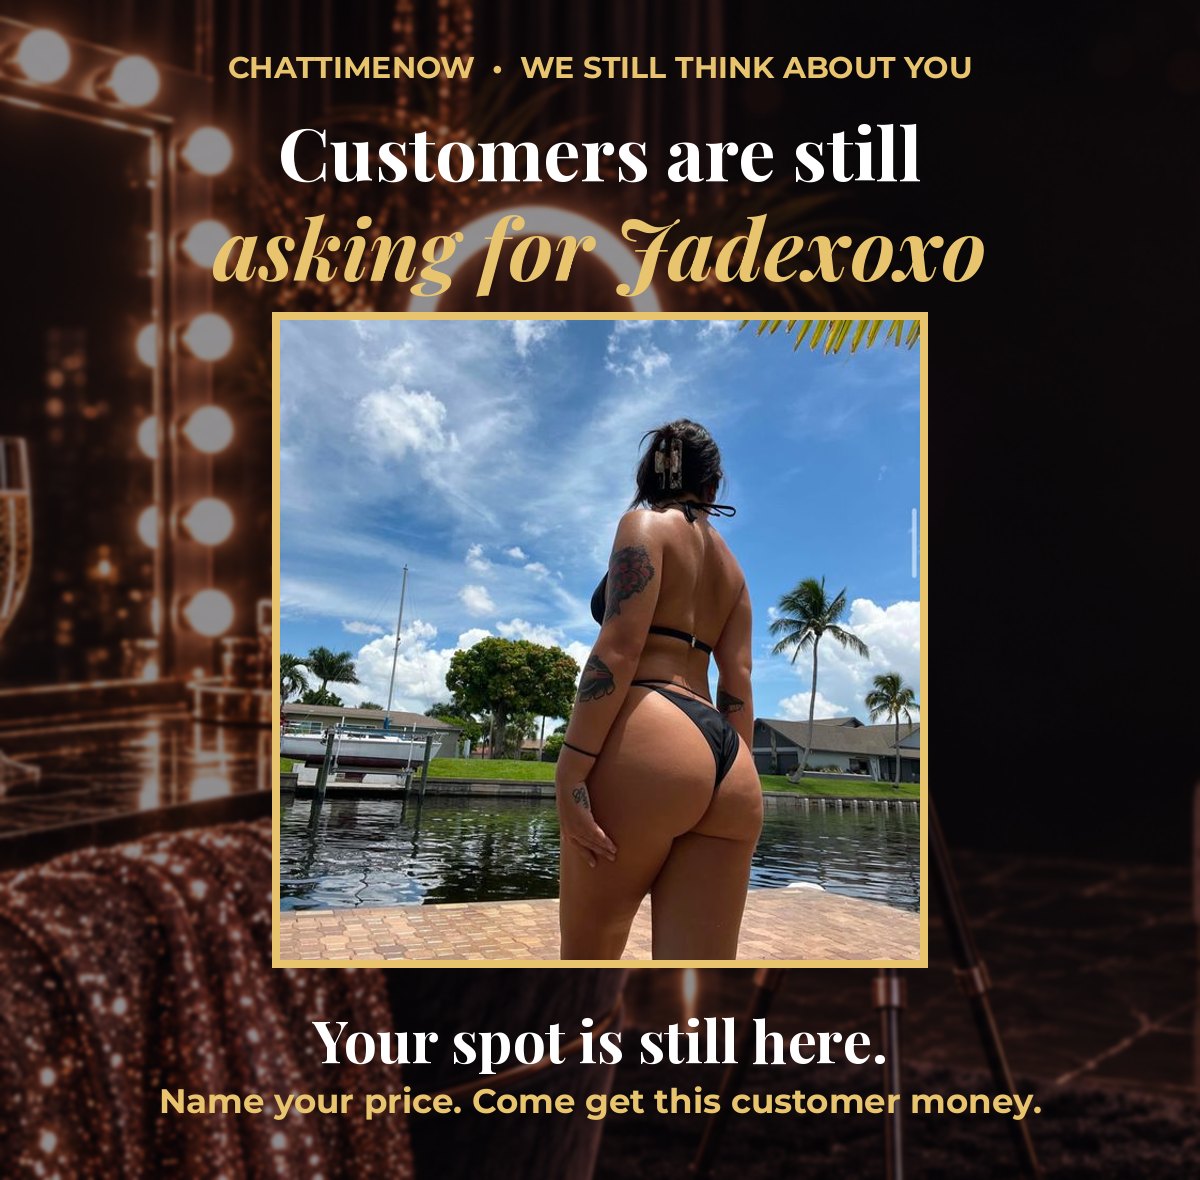 CHATTIMENOW • WE STILL THINK ABOUT YOU
Customers are still
asking for Jadexoxo
Your spot is still here.
Name your price. Come get this customer money.